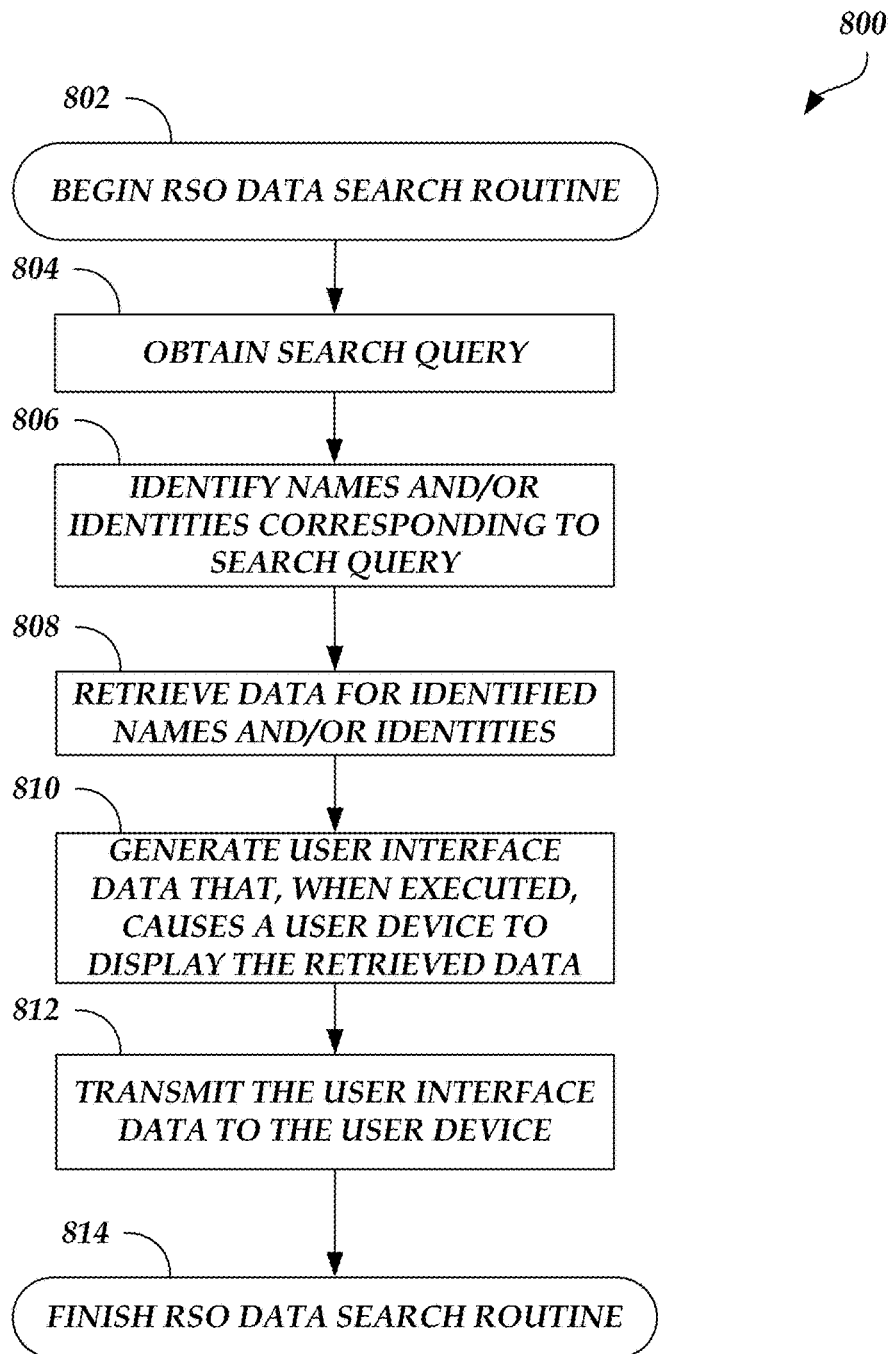 800
802
BEGIN RSO DATA SEARCH ROUTINE
804
OBTAIN SEARCH QUERY
806
IDENTIFY NAMES AND/OR
IDENTITIES CORRESPONDING TO
SEARCH QUERY
808
RETRIEVE DATA FOR IDENTIFIED
NAMES AND/OR IDENTITIES
810
GENERATE USER INTERFACE
DATA THAT, WHEN EXECUTED,
CAUSES A USER DEVICE TO
DISPLAY THE RETRIEVED DATA
812
TRANSMIT THE USER INTERFACE
DATA TO THE USER DEVICE
814
FINISH RSO DATA SEARCH ROUTINE